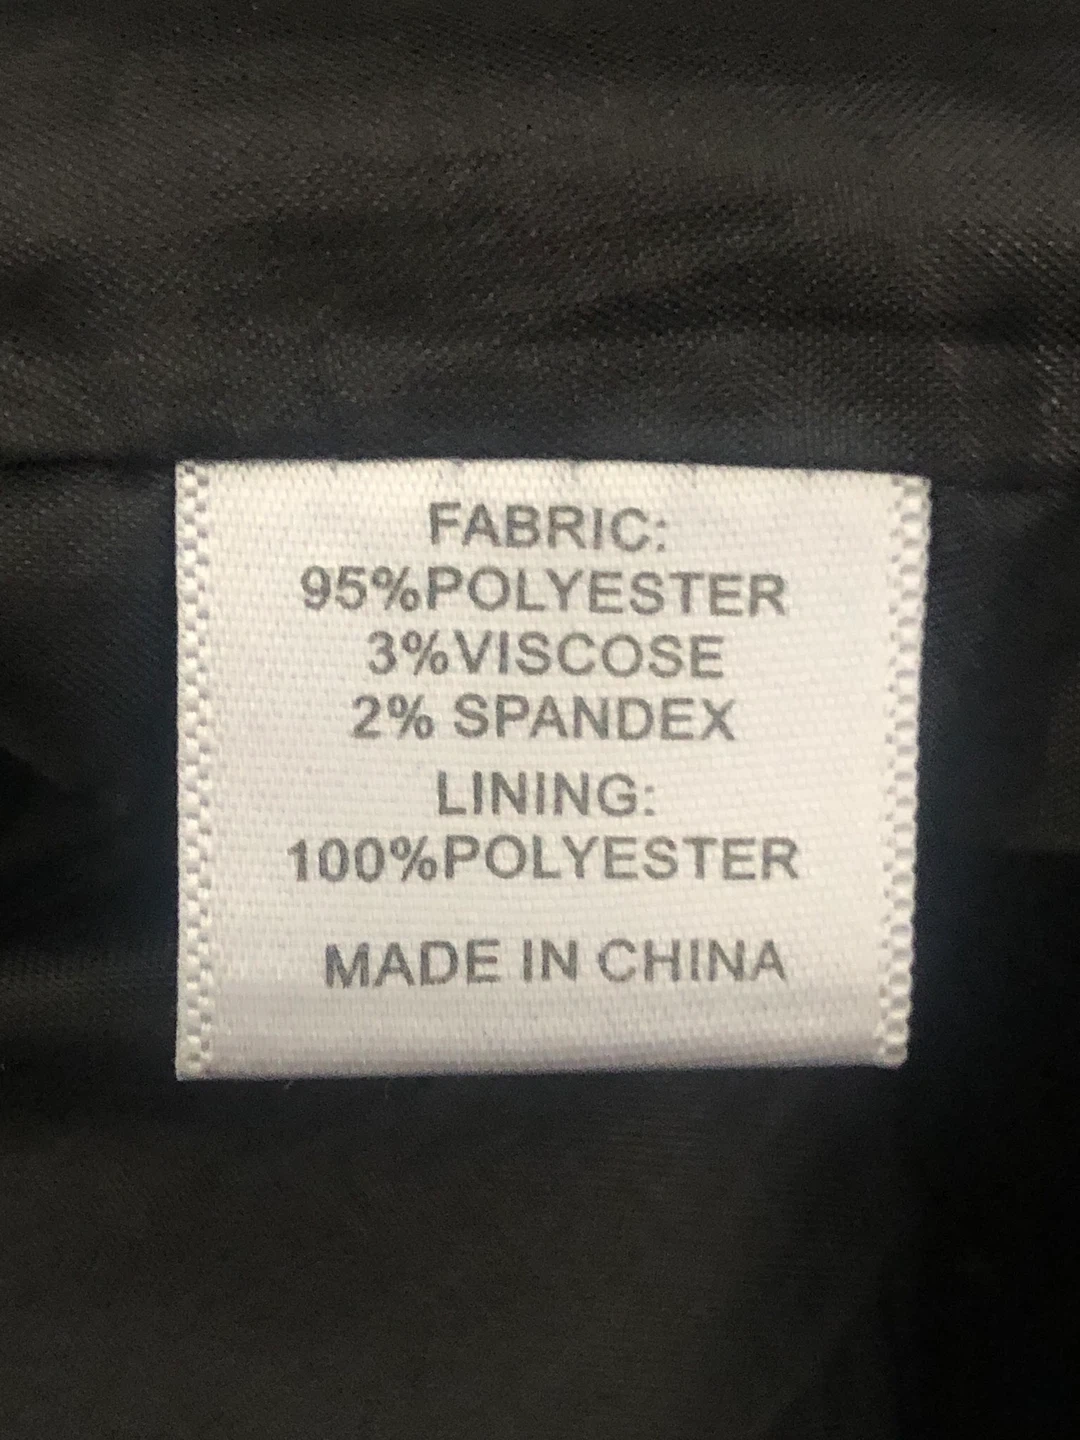 FABRIC:
95%POLYESTER
3%VISCOSE
2% SPANDEX
LINING:
100%POLYESTER
MADE IN CHINA